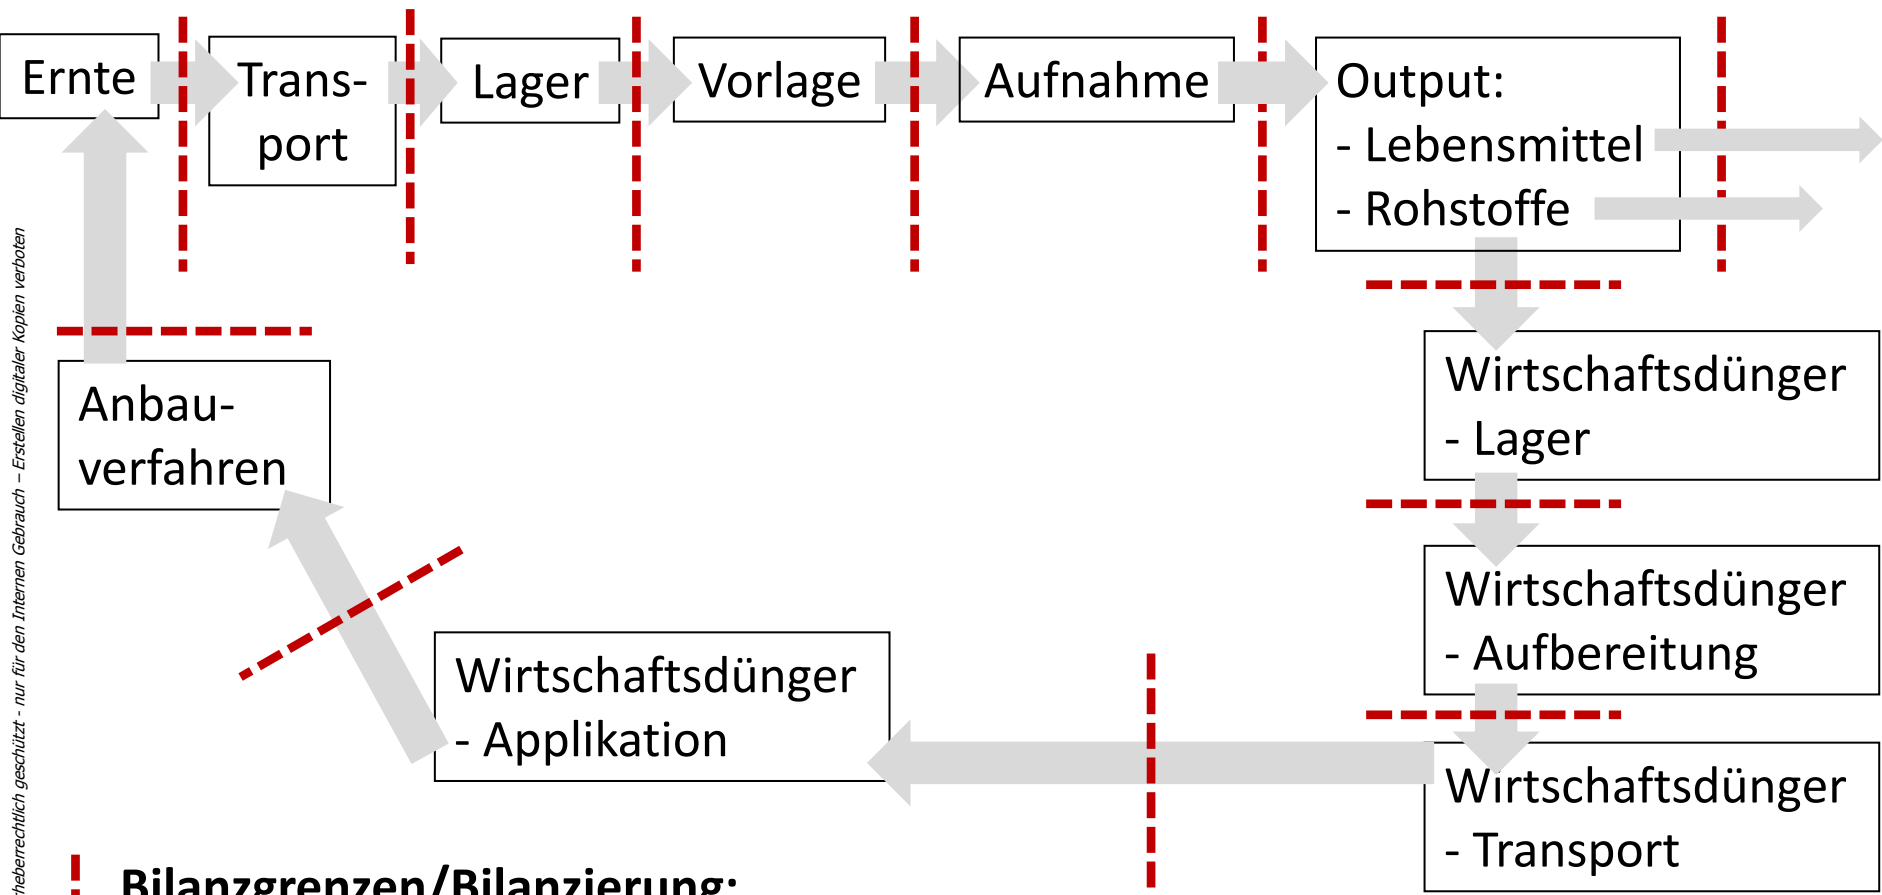 Ernte
Trans-
port
Lager
Vorlage
Aufnahme
Output:
- Lebensmittel
- Rohstoffe
Wirtschaftsdünger
- Lager
Wirtschaftsdünger
- Aufbereitung
Wirtschaftsdünger
- Transport
Wirtschaftsdünger
- Applikation
Anbau-
verfahren
Bilanzgrenzen/Bilanzierung:
rheberrechtlich geschützt - nur für den Internen Gebrauch – Erstellen digitaler Kopien verboten